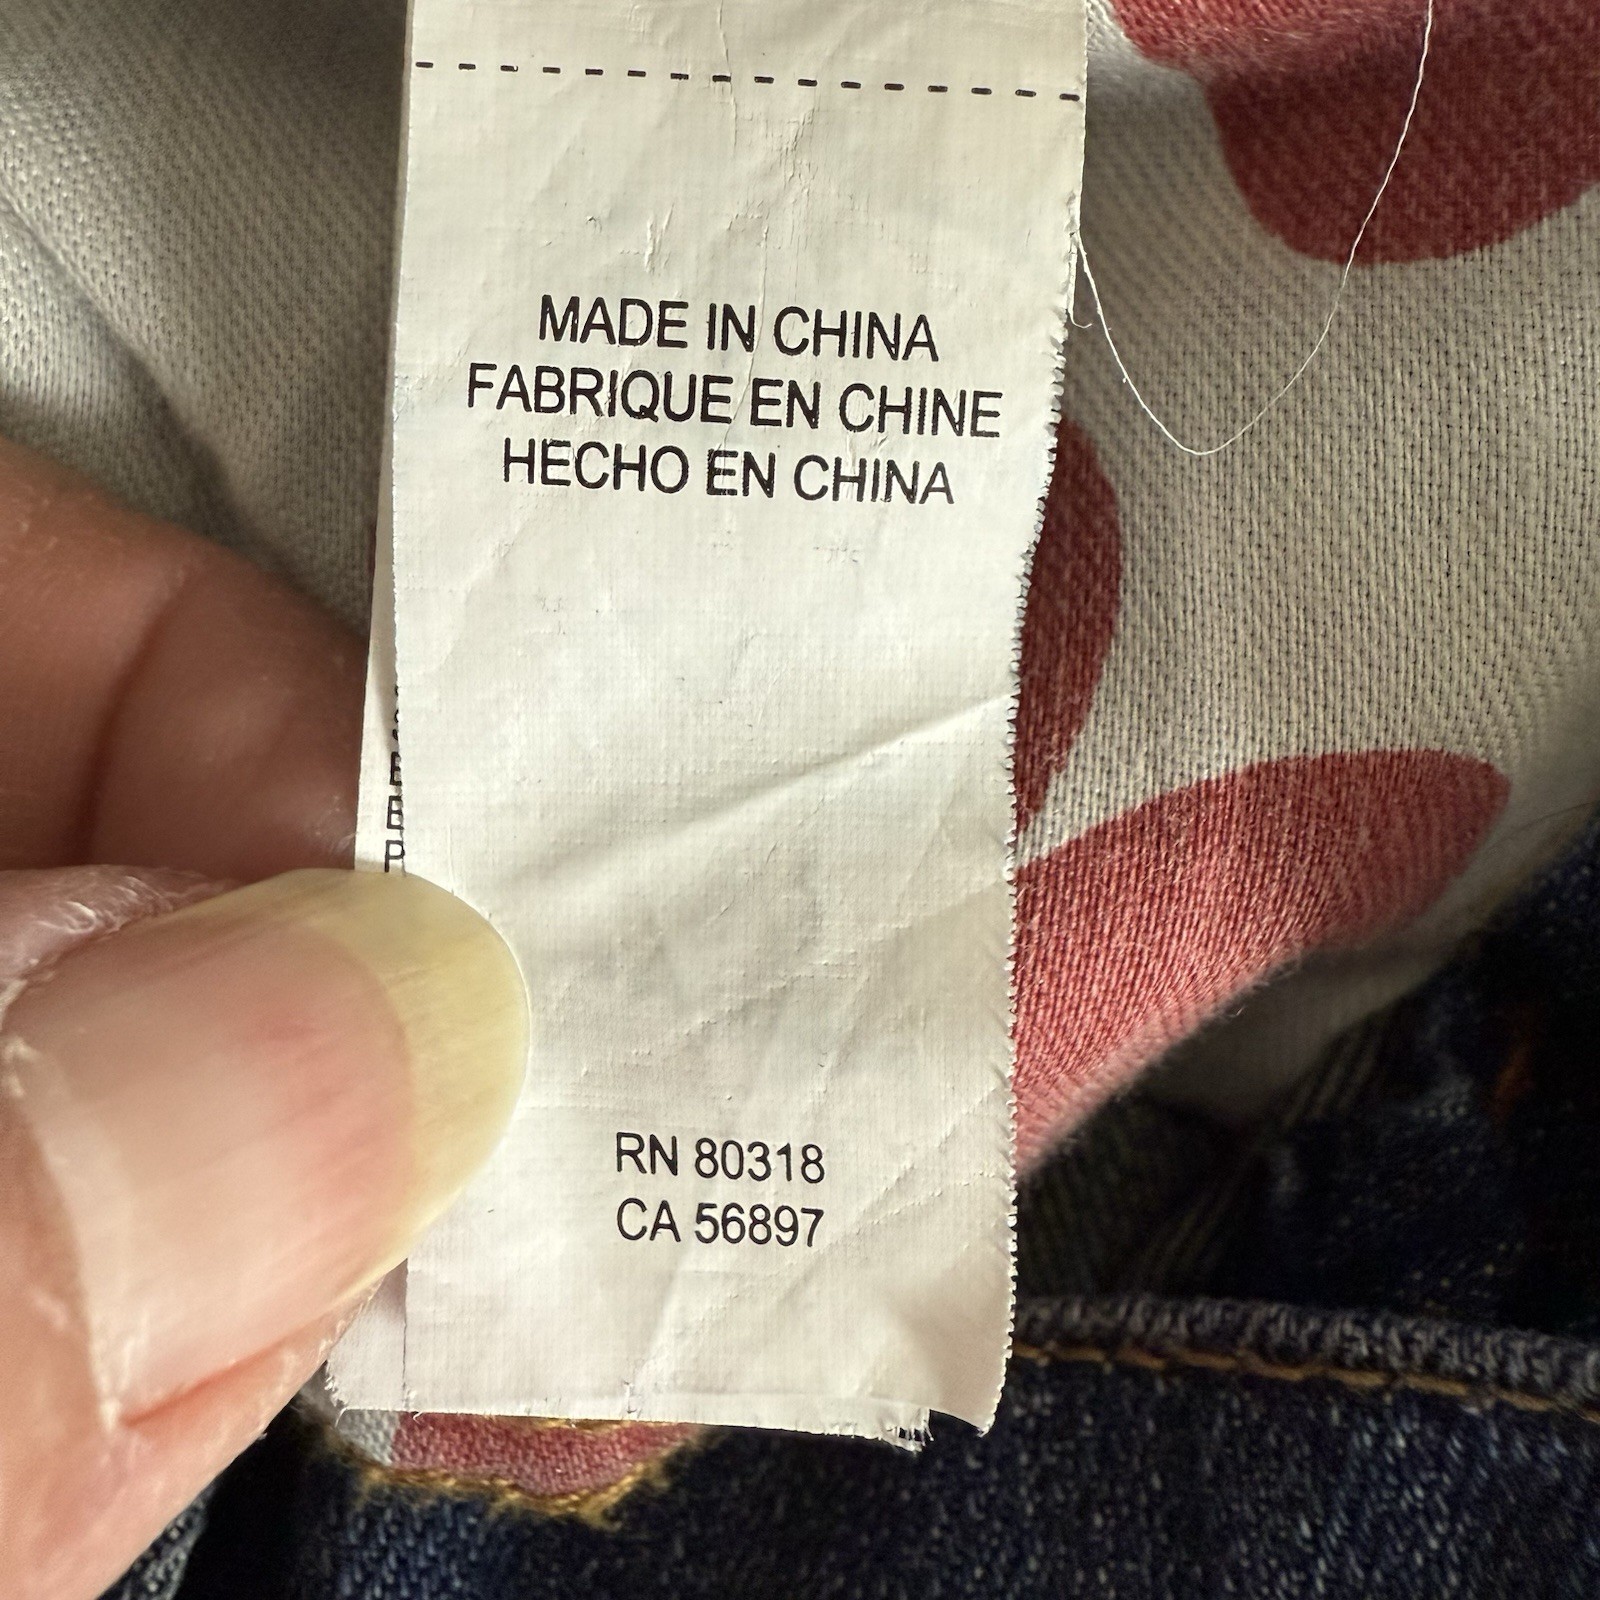 MADE IN CHINA
FABRIQUE EN CHINE
HECHO EN CHINA
RN 80318
CA 56897